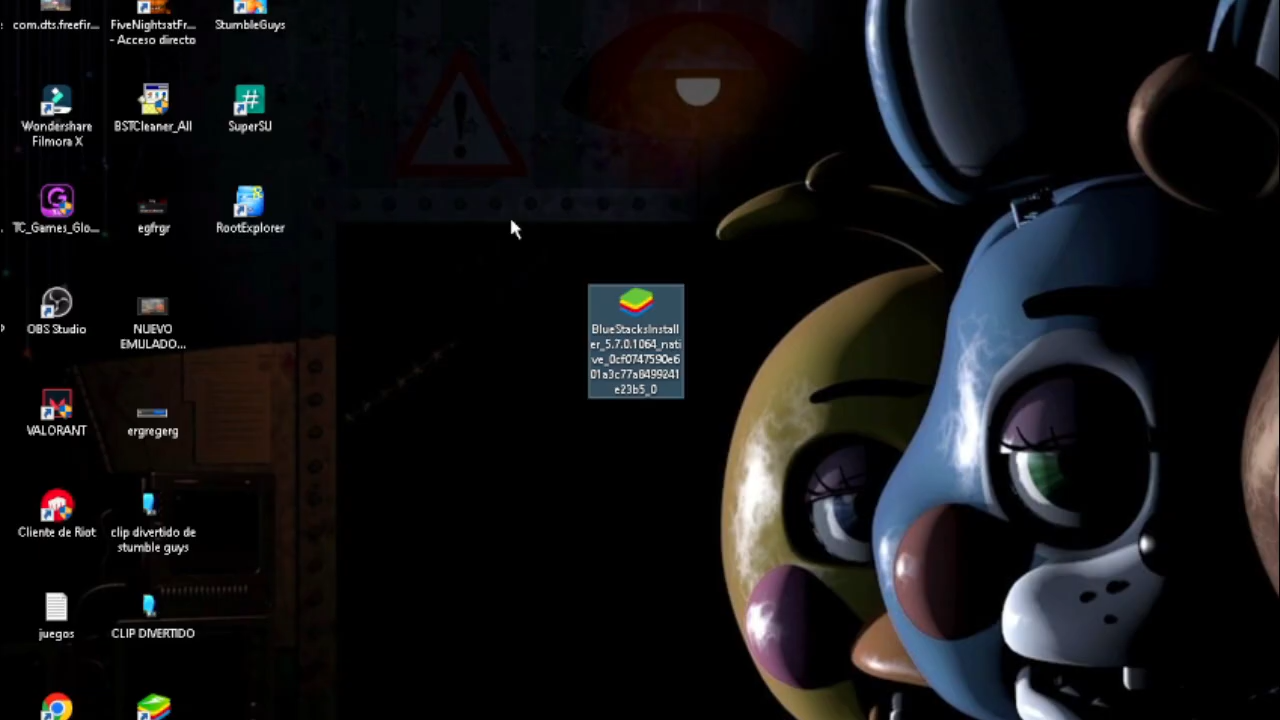 com.dts.freefir...
FiveNightsatFr...
- Acceso directo
StumbleGuys
Wondershare
Filmora X
BSTCleaner_All
SuperSU
TC_Games_Glo...
egfrgr
RootExplorer
OBS Studio
NUEVO
EMULADO...
BlueStacksInstall
er_5.7.0.1064_nati
ve_0cf0747590e6
01a3c77a8499241
e23b5_0
VALORANT
ergregerg
Cliente de Riot
clip divertido de
stumble guys
juegos
CLIP DIVERTIDO